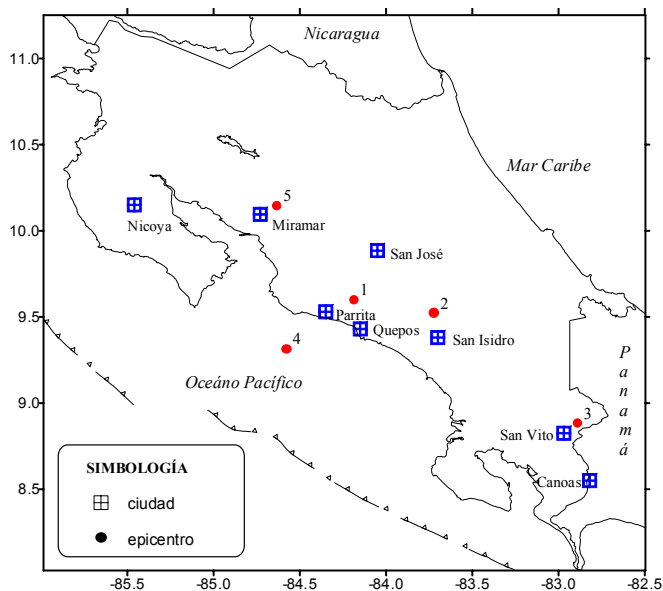 11.0
10.5
10.0
9.5
9.0
8.5
Nicaragua
Mar Caribe
5
Nicoya
Miramar
San José
1
2
Parrita
Quepos
San Isidro
4
Océano Pacífico
Panamá
3
San Vito
Canoas
SIMBOLOGÍA
ciudad
epicentro
-85.5 -85.0 -84.5 -84.0 -83.5 -83.0 -82.5